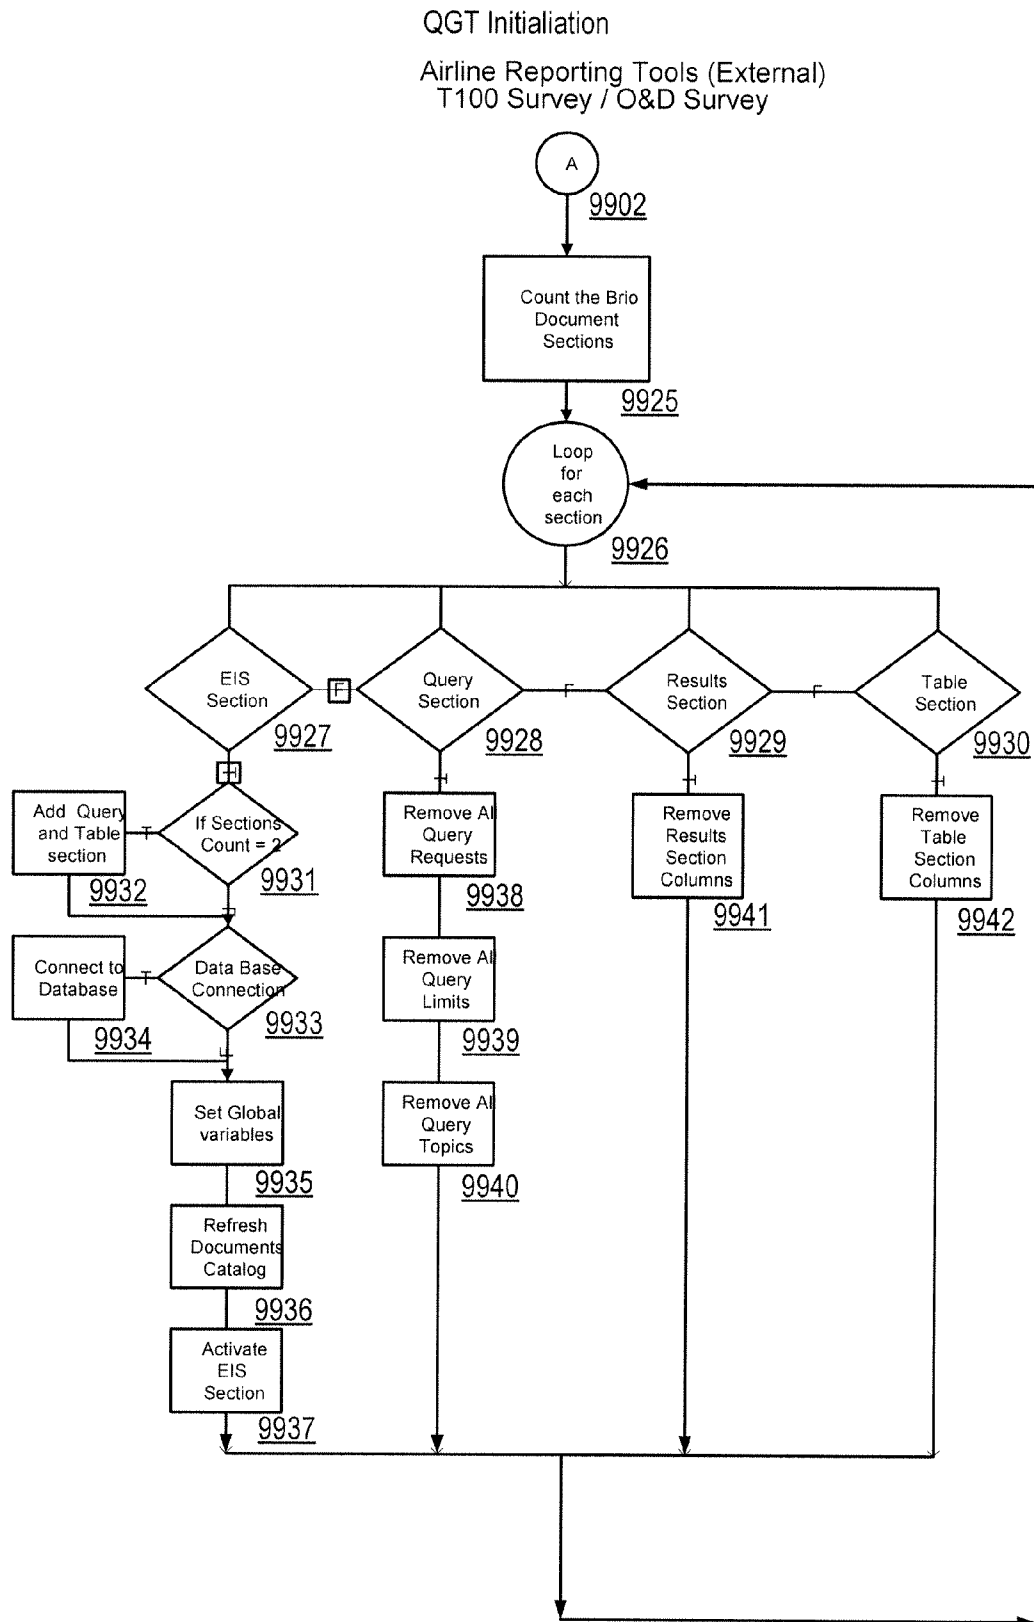 QGT Initialiation
Airline Reporting Tools (External)
T100 Survey / O&D Survey
A
9902
Count the Brio
Document
Sections
9925
Loop
for
each
section
9926
EIS
Section
9927
F
Query
Section
9928
F
Results
Section
9929
F
Table
Section
9930
T
T
T
T
Add Query
and Table
section
9932
T
If Sections
Count = 2
9931
F
Connect to
Database
9934
T
Data Base
Connection
9933
F
Set Global
variables
9935
Refresh
Documents
Catalog
9936
Activate
EIS
Section
9937
Remove Al
Query
Requests
9938
Remove Al
Query
Limits
9939
Remove Al
Query
Topics
9940
Remove
Results
Section
Columns
9941
Remove
Table
Section
Columns
9942